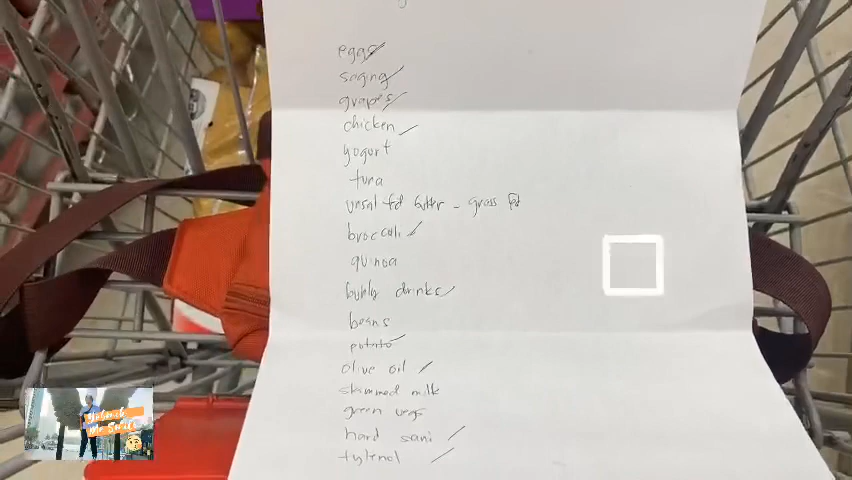 eggs
saging
grapes
chicken
yogurt
tuna
unsalted butter - grass fed
broccoli
quinoa
bubly drinks
beans
potato
olive oil
skimmed milk
green vegs
hand sani
tylenol